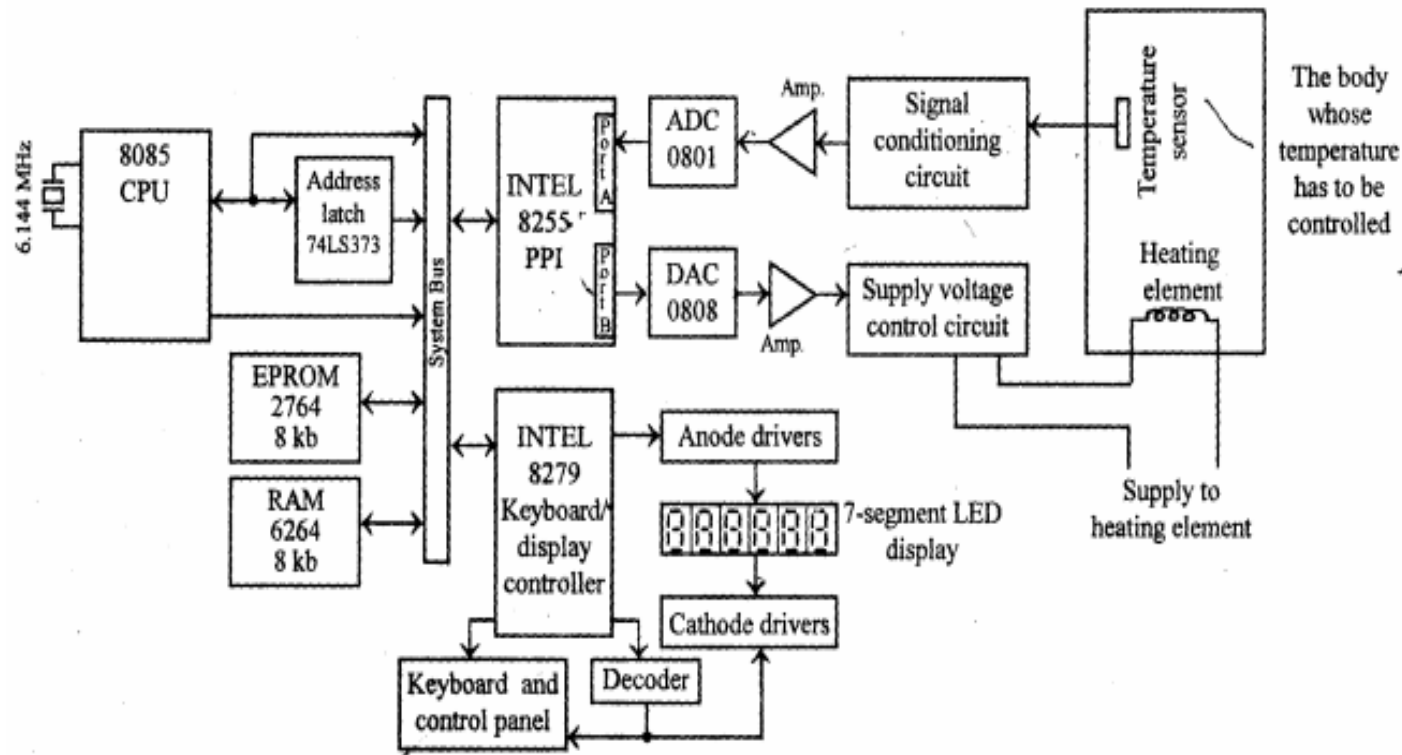 6.144 MHz
8085
CPU
Address
latch
74LS373
System Bus
EPROM
2764
8 kb
RAM
6264
8 kb
INTEL
8255
PPI
Port A
Port B
ADC
0801
Amp.
Signal
conditioning
circuit
Temperature
sensor
The body
whose
temperature
has to be
controlled
DAC
0808
Amp.
Supply voltage
control circuit
Heating
element
Supply to
heating element
INTEL
8279
Keyboard/
display
controller
Anode drivers
7-segment LED
display
Cathode drivers
Keyboard and
control panel
Decoder